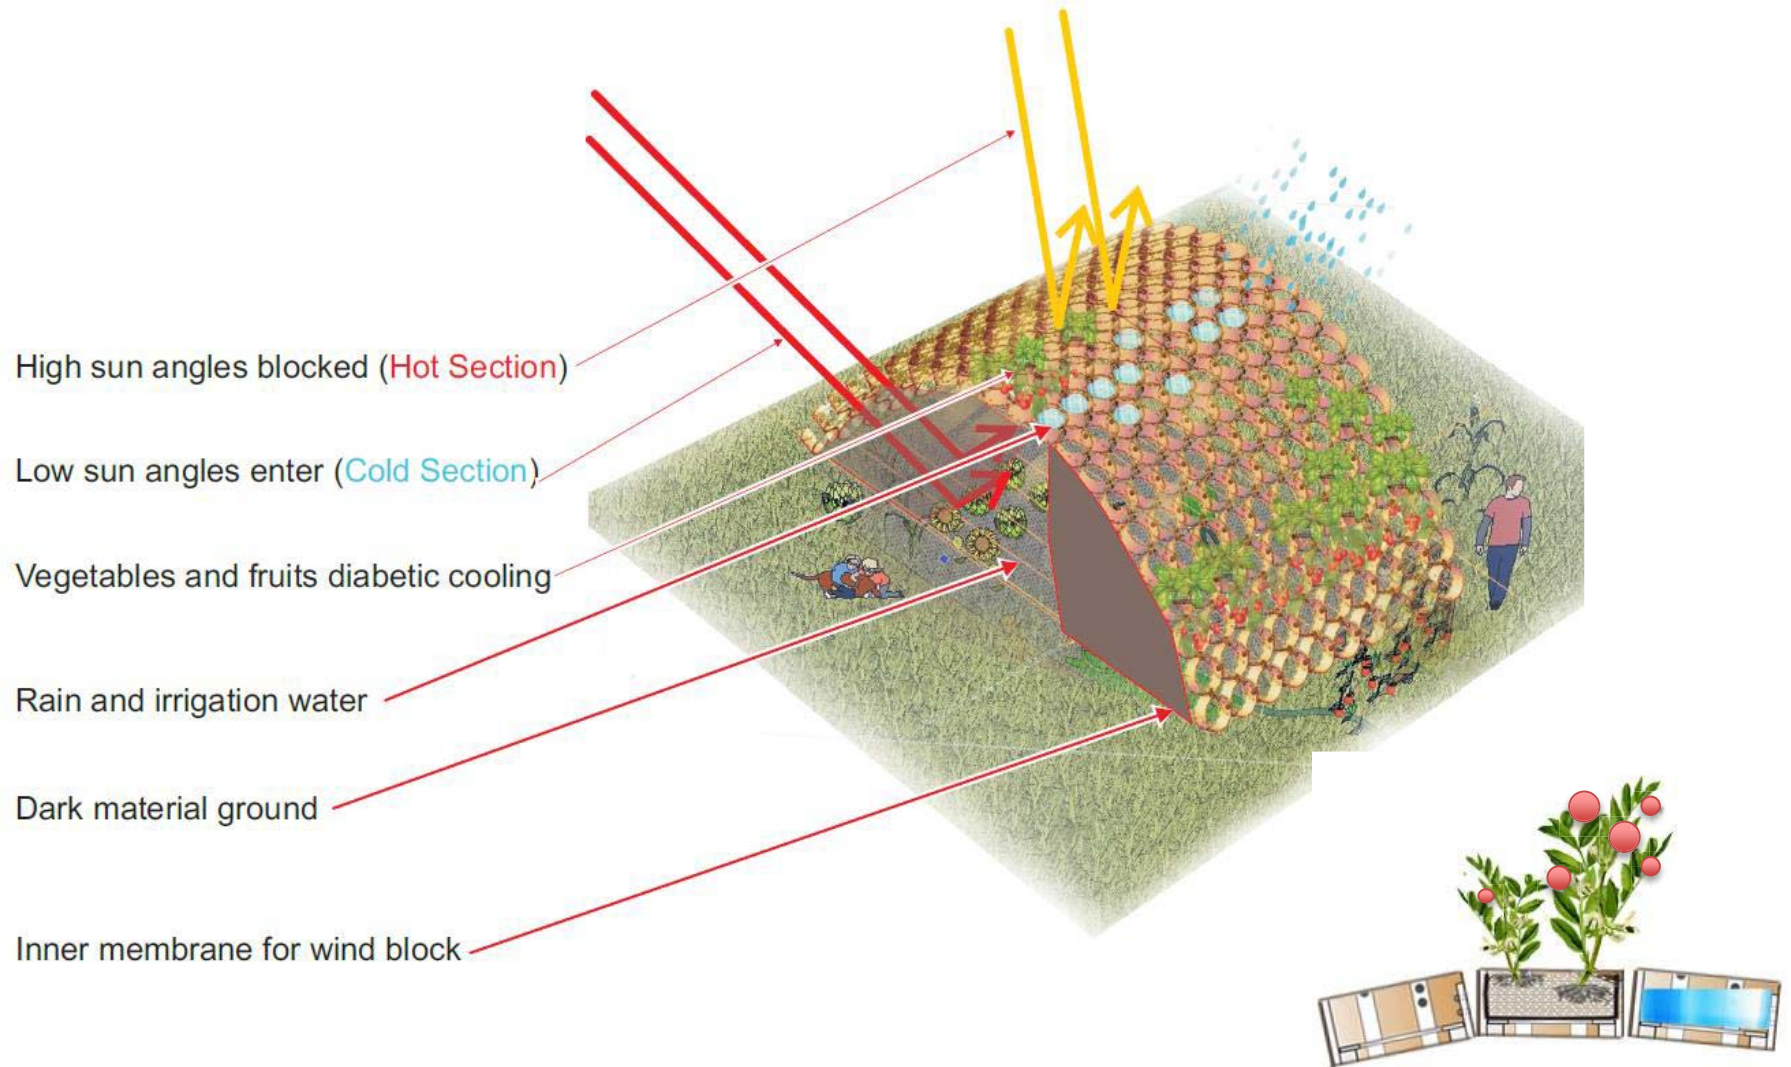 High sun angles blocked (Hot Section)
Low sun angles enter (Cold Section)
Vegetables and fruits diabetic cooling
Rain and irrigation water
Dark material ground
Inner membrane for wind block